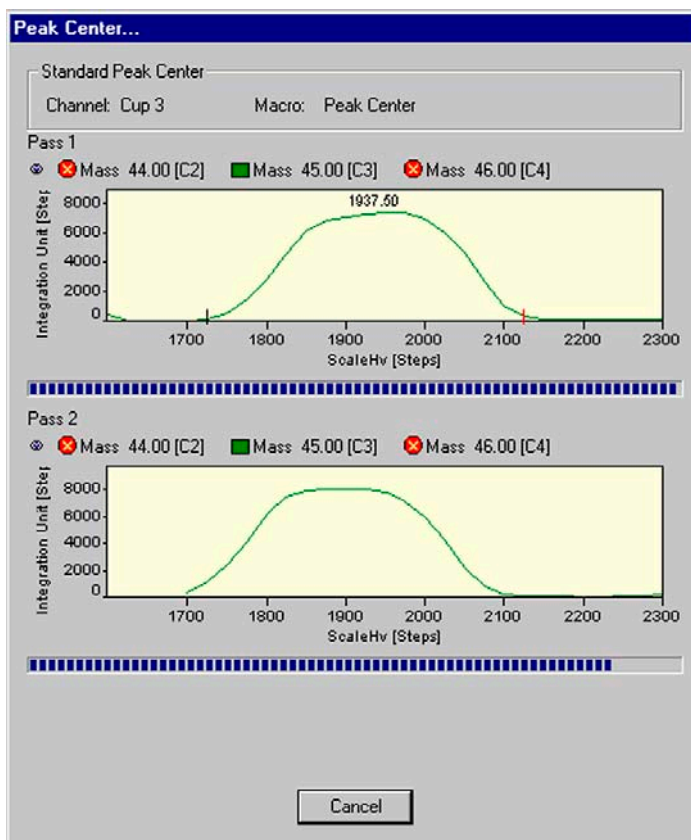 Peak Center...
Standard Peak Center
Channel: Cup 3 Macro: Peak Center
Pass 1
Mass 44.00 [C2] Mass 45.00 [C3] Mass 46.00 [C4]
1937.50
8000
6000
4000
2000
0
Integration Unit [Step
1700 1800 1900 2000 2100 2200 2300
ScaleHv [Steps]
Pass 2
Mass 44.00 [C2] Mass 45.00 [C3] Mass 46.00 [C4]
8000
6000
4000
2000
0
Integration Unit [Step
1700 1800 1900 2000 2100 2200 2300
ScaleHv [Steps]
Cancel